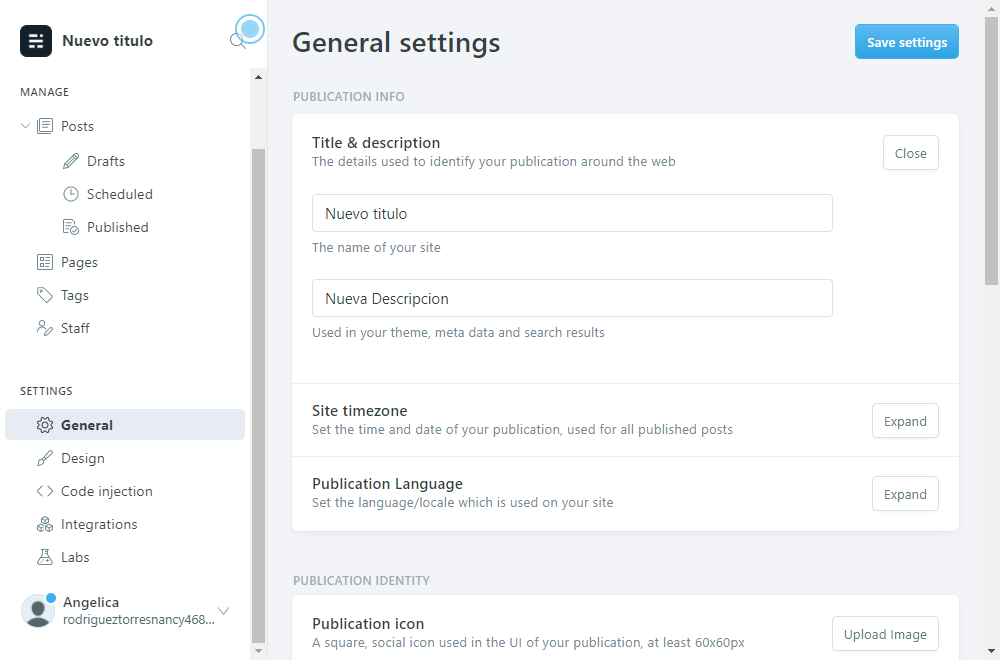 Nuevo titulo
MANAGE
Posts
Drafts
Scheduled
Published
Pages
Tags
Staff
SETTINGS
General
Design
Code injection
Integrations
Labs
Angelica
rodrigueztorresnancy468...
General settings
Save settings
PUBLICATION INFO
Title & description
The details used to identify your publication around the web
Close
Nuevo titulo
The name of your site
Nueva Descripcion
Used in your theme, meta data and search results
Site timezone
Set the time and date of your publication, used for all published posts
Expand
Publication Language
Set the language/locale which is used on your site
Expand
PUBLICATION IDENTITY
Publication icon
A square, social icon used in the UI of your publication, at least 60x60px
Upload Image